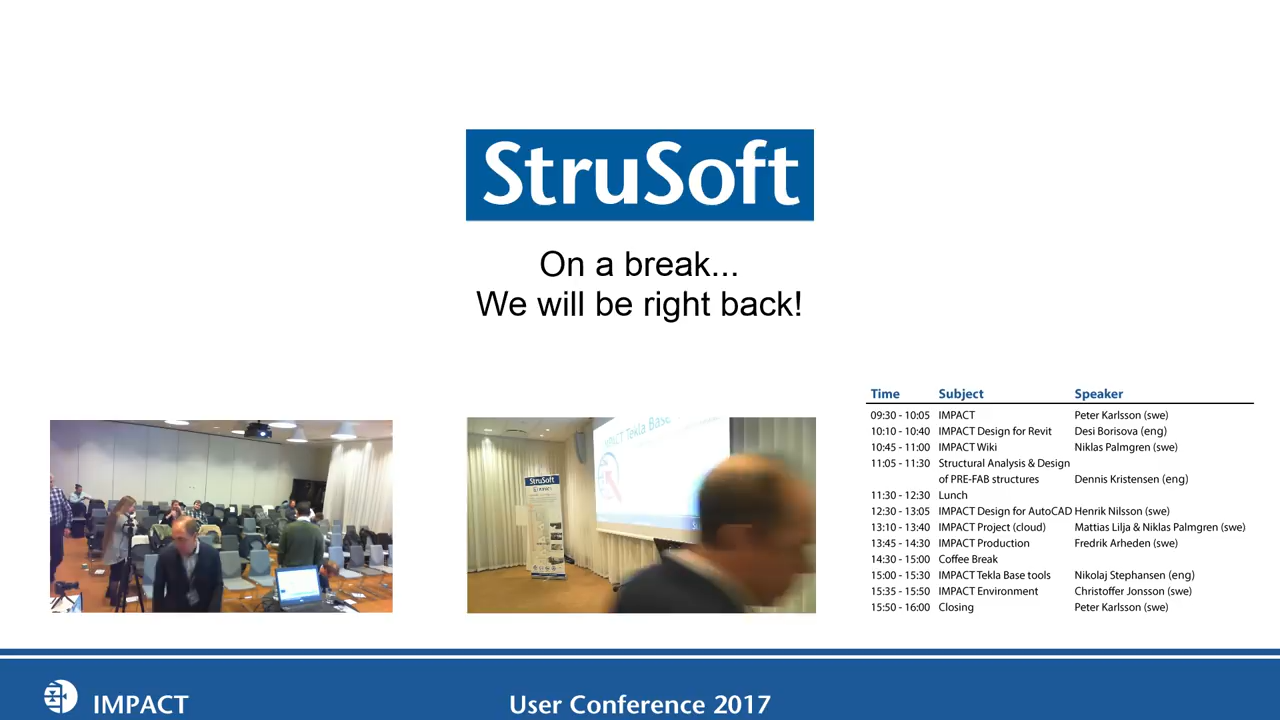 StruSoft
On a break...
We will be right back!
Time Subject Speaker
09:30 - 10:05 IMPACT Peter Karlsson (swe)
10:10 - 10:40 IMPACT Design for Revit Desi Borisova (eng)
10:45 - 11:00 IMPACT Wiki Niklas Palmgren (swe)
11:05 - 11:30 Structural Analysis & Design
of PRE-FAB structures Dennis Kristensen (eng)
11:30 - 12:30 Lunch
12:30 - 13:05 IMPACT Design for AutoCAD Henrik Nilsson (swe)
13:10 - 13:40 IMPACT Project (cloud) Mattias Lilja & Niklas Palmgren (swe)
13:45 - 14:30 IMPACT Production Fredrik Arheden (swe)
14:30 - 15:00 Coffee Break
15:00 - 15:30 IMPACT Tekla Base tools Nikolaj Stephansen (eng)
15:35 - 15:50 IMPACT Environment Christoffer Jonsson (swe)
15:50 - 16:00 Closing Peter Karlsson (swe)
IMPACT Tekla Base
StruSoft
IMPACT
User Conference 2017